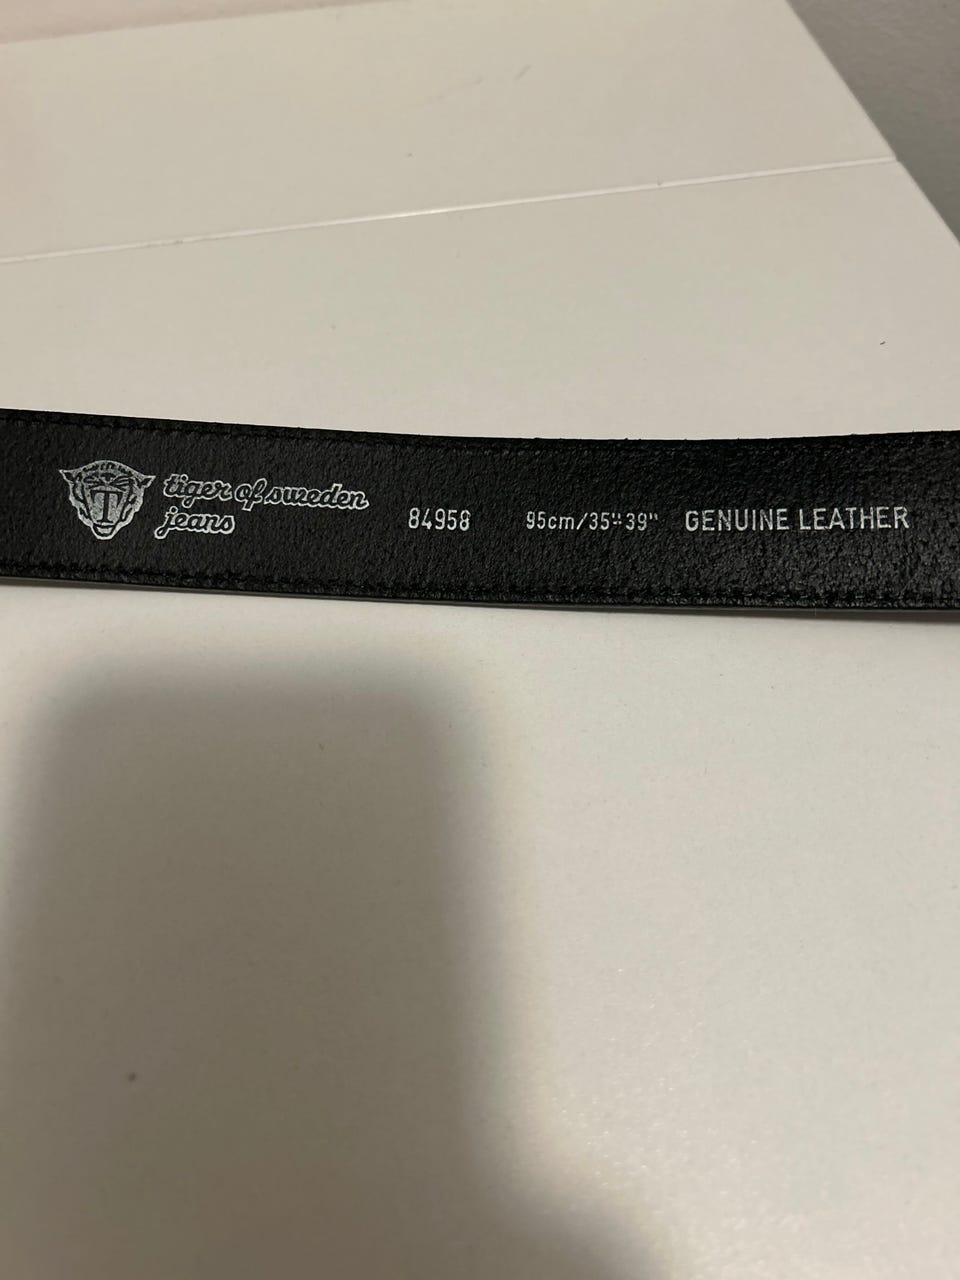 T
tiger of sweden
jeans
84958
95cm/35"-39"
GENUINE LEATHER